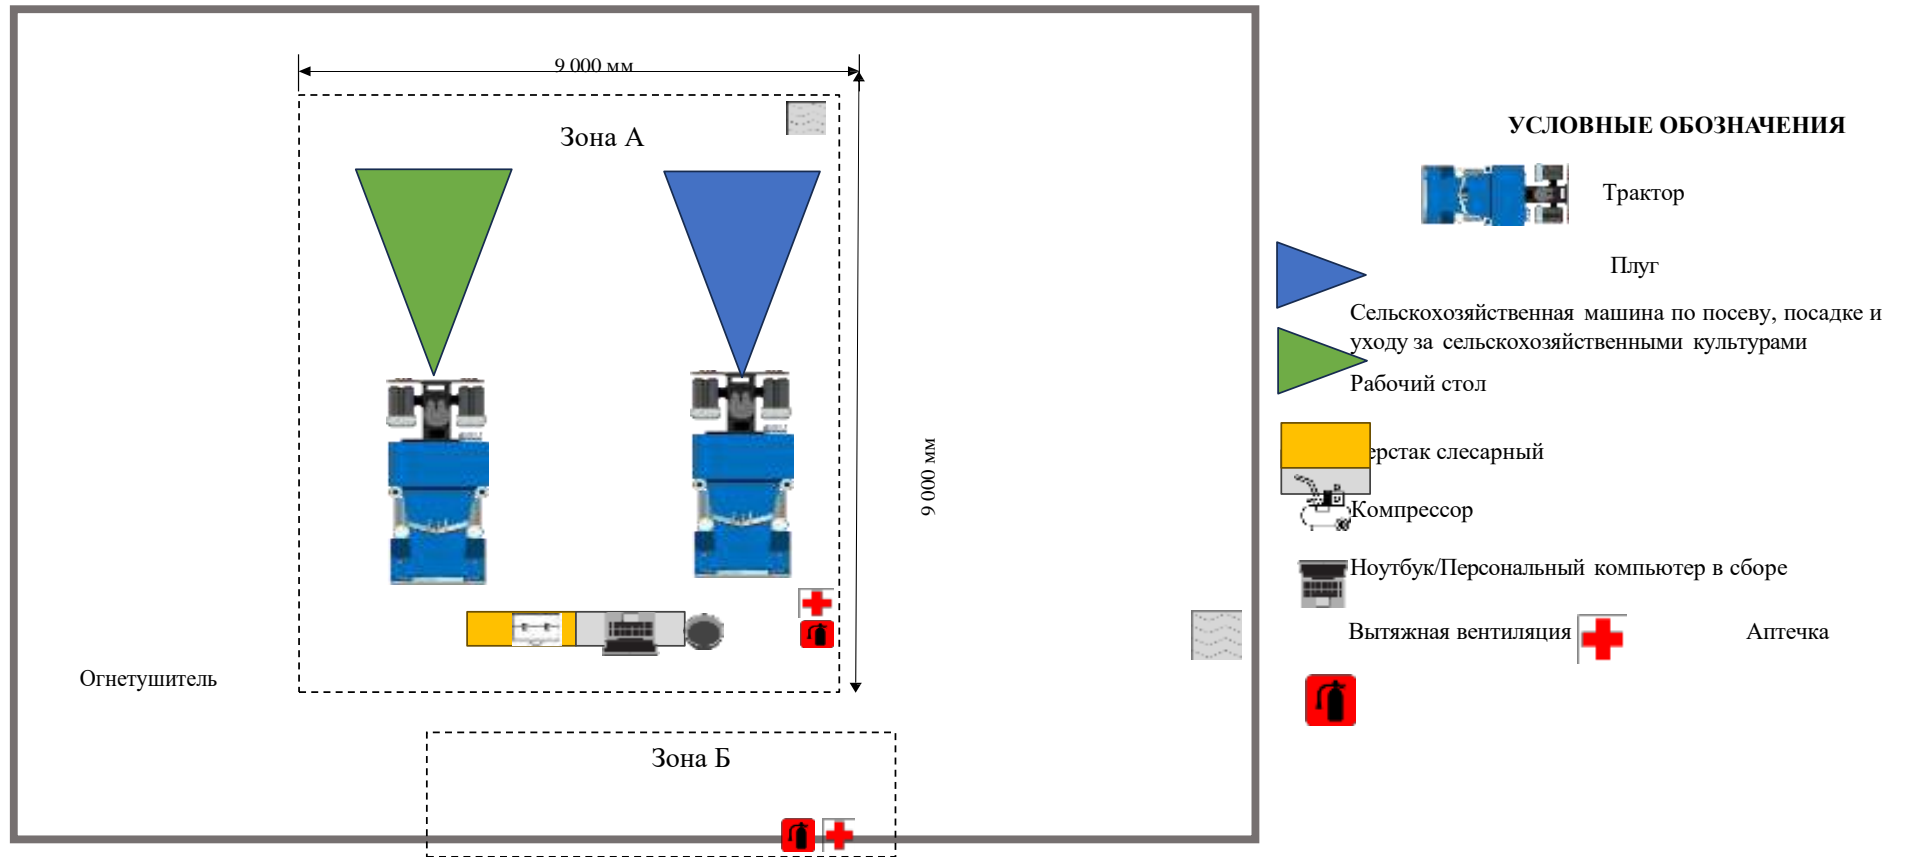 9 000 мм
Зона А
9 000 мм
Огнетушитель
Зона Б
УСЛОВНЫЕ ОБОЗНАЧЕНИЯ
Трактор
Плуг
Сельскохозяйственная машина по посеву, посадке и
уходу за сельскохозяйственными культурами
Рабочий стол
ерстак слесарный
Компрессор
Ноутбук/Персональный компьютер в сборе
Вытяжная вентиляция Аптечка